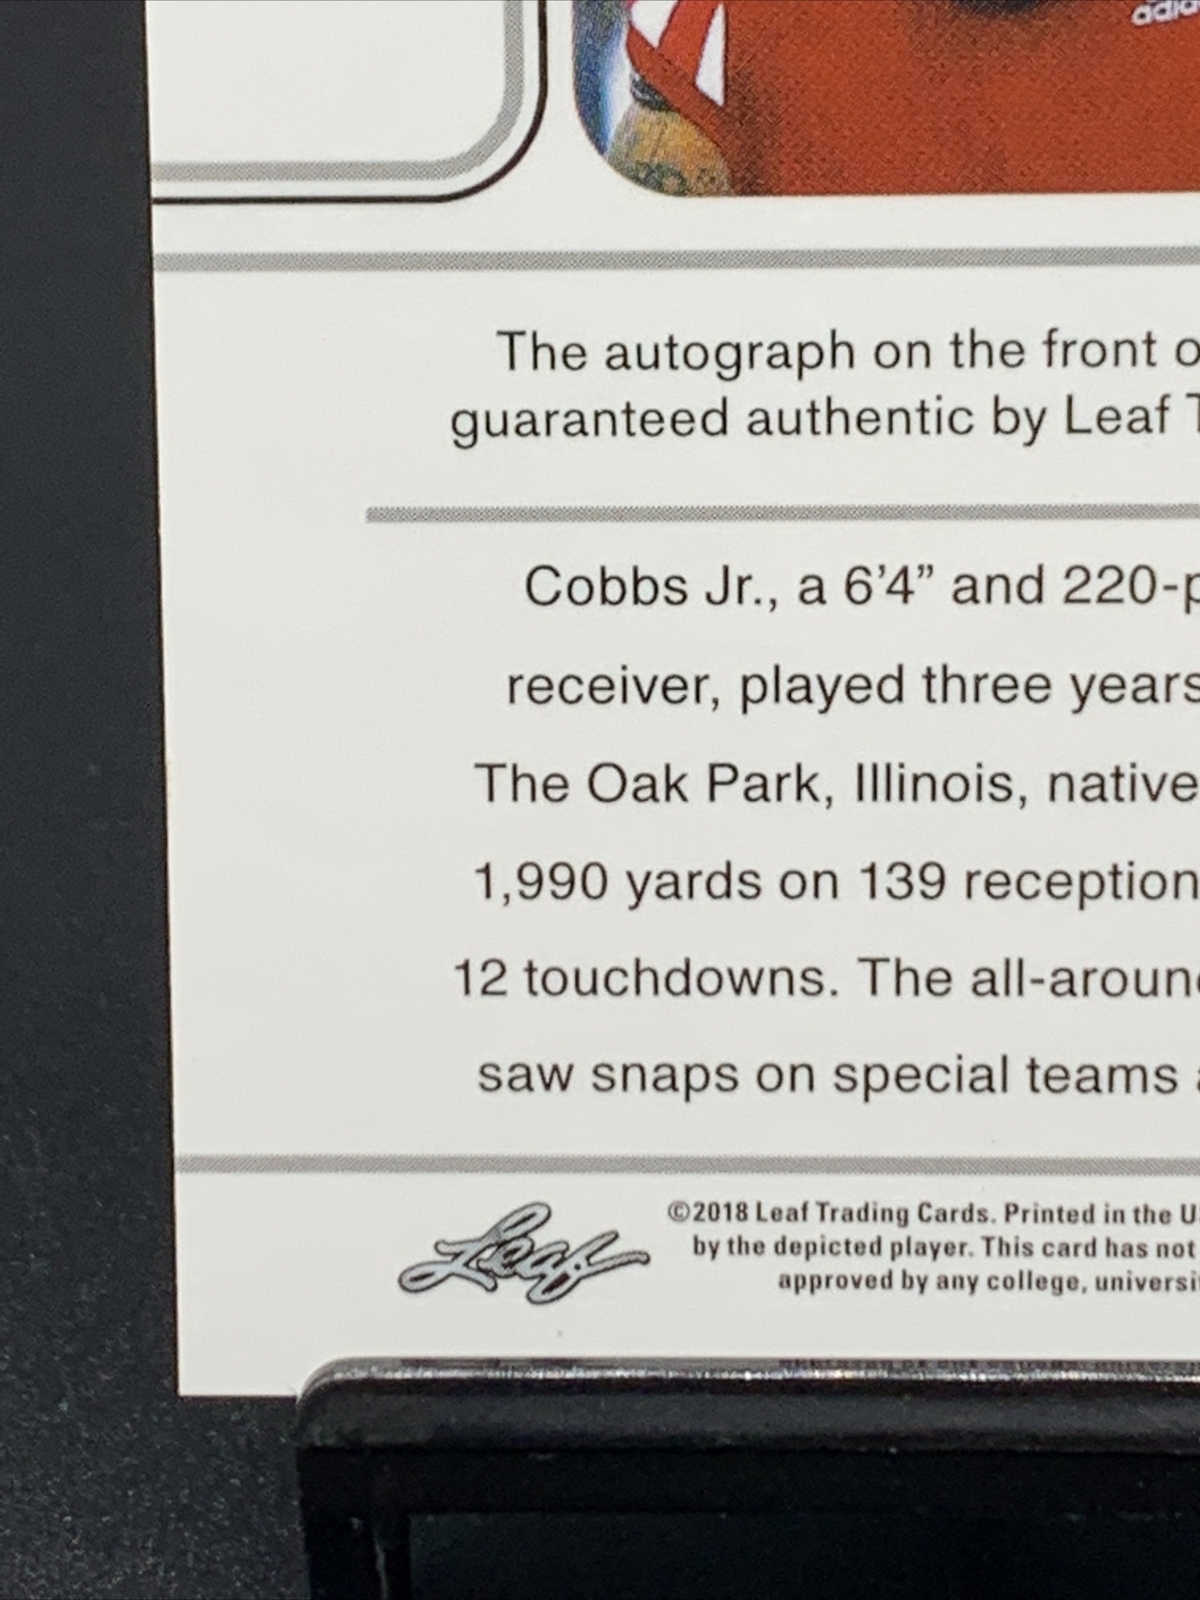 The autograph on the front
guaranteed authentic by Leaf
Cobbs Jr., a 6’4” and 220-
receiver, played three years
The Oak Park, Illinois, native
1,990 yards on 139 reception
12 touchdowns. The all-around
saw snaps on special teams
Leaf
©2018 Leaf Trading Cards. Printed in the
by the depicted player. This card has not
approved by any college,